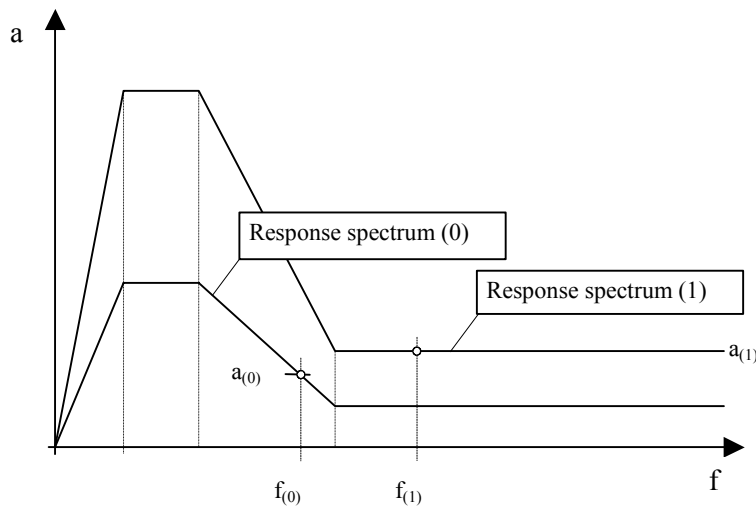 a
Response spectrum (0)
Response spectrum (1)
a(1)
a(0)
f
f(0)
f(1)